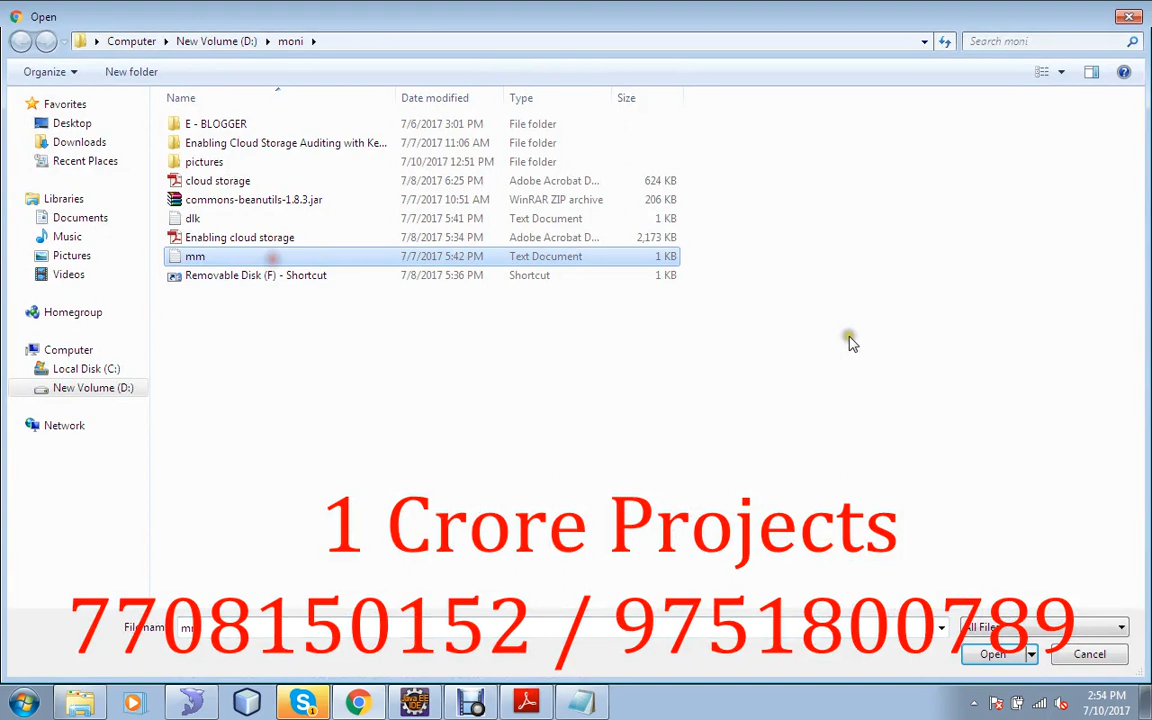 Open
Computer New Volume (D:) moni
Search moni
Organize New folder
Name Date modified Type Size
Favorites
Desktop
Downloads
Recent Places
Libraries
Documents
Music
Pictures
Videos
Homegroup
Computer
Local Disk (C:)
New Volume (D:)
Network
E - BLOGGER 7/6/2017 3:01 PM File folder
Enabling Cloud Storage Auditing with Ke... 7/7/2017 11:06 AM File folder
pictures 7/10/2017 12:51 PM File folder
cloud storage 7/8/2017 6:25 PM Adobe Acrobat D... 624 KB
commons-beanutils-1.8.3.jar 7/7/2017 10:51 AM WinRAR ZIP archive 206 KB
dlk 7/7/2017 5:41 PM Text Document 1 KB
Enabling cloud storage 7/8/2017 5:34 PM Adobe Acrobat D... 2,173 KB
mm 7/7/2017 5:42 PM Text Document 1 KB
Removable Disk (F) - Shortcut 7/8/2017 5:36 PM Shortcut 1 KB
1 Crore Projects
7708150152 / 9751800789
File name
All Files
Open Cancel
Java EE
IDE
2:54 PM
7/10/2017